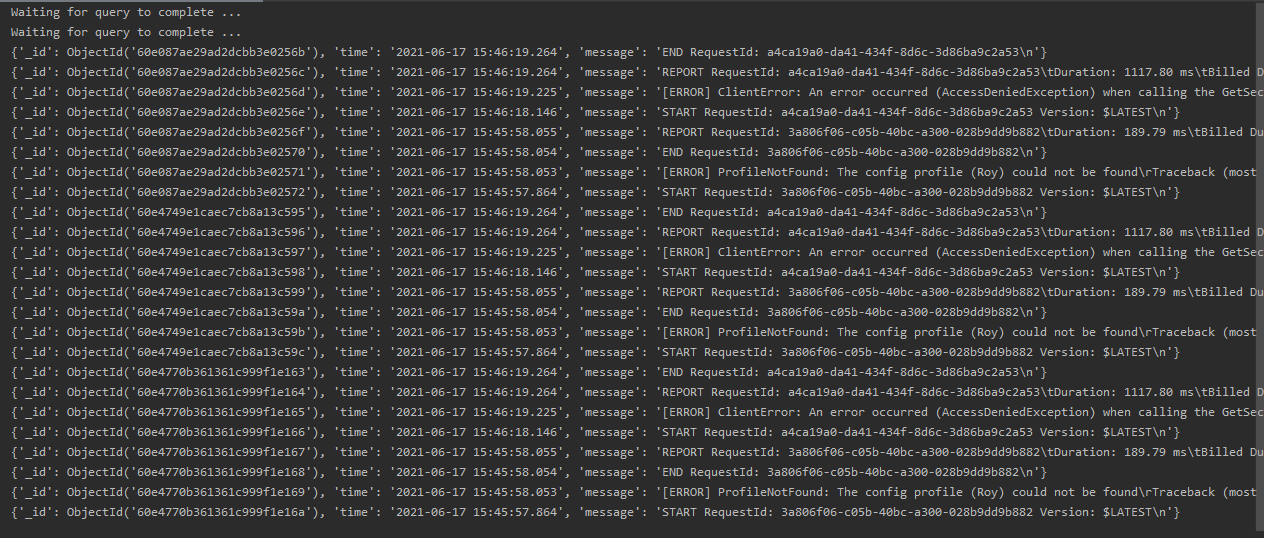 Waiting for query to complete ...
Waiting for query to complete ...
{'_id': ObjectId('60e087ae29ad2dcbb3e0256b'), 'time': '2021-06-17 15:46:19.264', 'message': 'END RequestId: a4ca19a0-da41-434f-8d6c-3d86ba9c2a53\n'}
{'_id': ObjectId('60e087ae29ad2dcbb3e0256c'), 'time': '2021-06-17 15:46:19.264', 'message': 'REPORT RequestId: a4ca19a0-da41-434f-8d6c-3d86ba9c2a53\tDuration: 1117.80 ms\tBilled D
{'_id': ObjectId('60e087ae29ad2dcbb3e0256d'), 'time': '2021-06-17 15:46:19.225', 'message': '[ERROR] ClientError: An error occurred (AccessDeniedException) when calling the GetSec
{'_id': ObjectId('60e087ae29ad2dcbb3e0256e'), 'time': '2021-06-17 15:46:18.146', 'message': 'START RequestId: a4ca19a0-da41-434f-8d6c-3d86ba9c2a53 Version: $LATEST\n'}
{'_id': ObjectId('60e087ae29ad2dcbb3e0256f'), 'time': '2021-06-17 15:45:58.055', 'message': 'REPORT RequestId: 3a806f06-c05b-40bc-a300-028b9dd9b882\tDuration: 189.79 ms\tBilled Du
{'_id': ObjectId('60e087ae29ad2dcbb3e02570'), 'time': '2021-06-17 15:45:58.054', 'message': 'END RequestId: 3a806f06-c05b-40bc-a300-028b9dd9b882\n'}
{'_id': ObjectId('60e087ae29ad2dcbb3e02571'), 'time': '2021-06-17 15:45:58.053', 'message': '[ERROR] ProfileNotFound: The config profile (Roy) could not be found\rTraceback (most
{'_id': ObjectId('60e087ae29ad2dcbb3e02572'), 'time': '2021-06-17 15:45:57.864', 'message': 'START RequestId: 3a806f06-c05b-40bc-a300-028b9dd9b882 Version: $LATEST\n'}
{'_id': ObjectId('60e4749e1caec7cb8a13c595'), 'time': '2021-06-17 15:46:19.264', 'message': 'END RequestId: a4ca19a0-da41-434f-8d6c-3d86ba9c2a53\n'}
{'_id': ObjectId('60e4749e1caec7cb8a13c596'), 'time': '2021-06-17 15:46:19.264', 'message': 'REPORT RequestId: a4ca19a0-da41-434f-8d6c-3d86ba9c2a53\tDuration: 1117.80 ms\tBilled D
{'_id': ObjectId('60e4749e1caec7cb8a13c597'), 'time': '2021-06-17 15:46:19.225', 'message': '[ERROR] ClientError: An error occurred (AccessDeniedException) when calling the GetSec
{'_id': ObjectId('60e4749e1caec7cb8a13c598'), 'time': '2021-06-17 15:46:18.146', 'message': 'START RequestId: a4ca19a0-da41-434f-8d6c-3d86ba9c2a53 Version: $LATEST\n'}
{'_id': ObjectId('60e4749e1caec7cb8a13c599'), 'time': '2021-06-17 15:45:58.055', 'message': 'REPORT RequestId: 3a806f06-c05b-40bc-a300-028b9dd9b882\tDuration: 189.79 ms\tBilled Du
{'_id': ObjectId('60e4749e1caec7cb8a13c59a'), 'time': '2021-06-17 15:45:58.054', 'message': 'END RequestId: 3a806f06-c05b-40bc-a300-028b9dd9b882\n'}
{'_id': ObjectId('60e4749e1caec7cb8a13c59b'), 'time': '2021-06-17 15:45:58.053', 'message': '[ERROR] ProfileNotFound: The config profile (Roy) could not be found\rTraceback (most
{'_id': ObjectId('60e4749e1caec7cb8a13c59c'), 'time': '2021-06-17 15:45:57.864', 'message': 'START RequestId: 3a806f06-c05b-40bc-a300-028b9dd9b882 Version: $LATEST\n'}
{'_id': ObjectId('60e4770b361361c999f1e163'), 'time': '2021-06-17 15:46:19.264', 'message': 'END RequestId: a4ca19a0-da41-434f-8d6c-3d86ba9c2a53\n'}
{'_id': ObjectId('60e4770b361361c999f1e164'), 'time': '2021-06-17 15:46:19.264', 'message': 'REPORT RequestId: a4ca19a0-da41-434f-8d6c-3d86ba9c2a53\tDuration: 1117.80 ms\tBilled D
{'_id': ObjectId('60e4770b361361c999f1e165'), 'time': '2021-06-17 15:46:19.225', 'message': '[ERROR] ClientError: An error occurred (AccessDeniedException) when calling the GetSec
{'_id': ObjectId('60e4770b361361c999f1e166'), 'time': '2021-06-17 15:46:18.146', 'message': 'START RequestId: a4ca19a0-da41-434f-8d6c-3d86ba9c2a53 Version: $LATEST\n'}
{'_id': ObjectId('60e4770b361361c999f1e167'), 'time': '2021-06-17 15:45:58.055', 'message': 'REPORT RequestId: 3a806f06-c05b-40bc-a300-028b9dd9b882\tDuration: 189.79 ms\tBilled Du
{'_id': ObjectId('60e4770b361361c999f1e168'), 'time': '2021-06-17 15:45:58.054', 'message': 'END RequestId: 3a806f06-c05b-40bc-a300-028b9dd9b882\n'}
{'_id': ObjectId('60e4770b361361c999f1e169'), 'time': '2021-06-17 15:45:58.053', 'message': '[ERROR] ProfileNotFound: The config profile (Roy) could not be found\rTraceback (most
{'_id': ObjectId('60e4770b361361c999f1e16a'), 'time': '2021-06-17 15:45:57.864', 'message': 'START RequestId: 3a806f06-c05b-40bc-a300-028b9dd9b882 Version: $LATEST\n'}